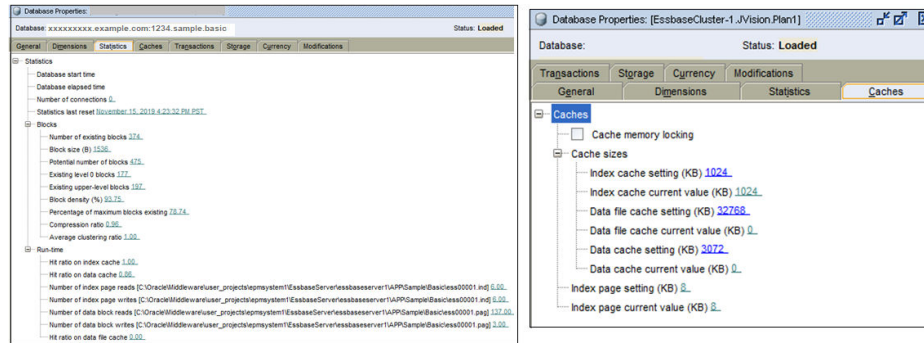 Database Properties:
Database: xxxxxxxxx.example.com:1234.sample.basic
Status: Loaded
General Dimensions Statistics Caches Transactions Storage Currency Modifications
Statistics
Database start time
Database elapsed time
Number of connections 0
Statistics last reset November 15, 2019 4:23:32 PM PST
Blocks
Number of existing blocks 374
Block size (B) 1536
Potential number of blocks 475
Existing level 0 blocks 177
Existing upper-level blocks 197
Block density (%) 93.75
Percentage of maximum blocks existing 78.74
Compression ratio 0.96
Average clustering ratio 1.00
Run-time
Hit ratio on index cache 1.00
Hit ratio on data cache 0.86
Number of index page reads [C:\Oracle\Middleware\user_projects\epmsystem1\EssbaseServer\essbaseserver1\APP\Sample\Basic\ess00001.ind] 6.00
Number of index page writes [C:\Oracle\Middleware\user_projects\epmsystem1\EssbaseServer\essbaseserver1\APP\Sample\Basic\ess00001.ind] 6.00
Number of data block reads [C:\Oracle\Middleware\user_projects\epmsystem1\EssbaseServer\essbaseserver1\APP\Sample\Basic\ess00001.pag] 137.00
Number of data block writes [C:\Oracle\Middleware\user_projects\epmsystem1\EssbaseServer\essbaseserver1\APP\Sample\Basic\ess00001.pag] 3.00
Hit ratio on data file cache 0.00
Database Properties: [EssbaseCluster-1.JVision.Plan1]
Database:
Status: Loaded
Transactions Storage Currency Modifications
General Dimensions Statistics Caches
Caches
Cache memory locking
Cache sizes
Index cache setting (KB) 1024
Index cache current value (KB) 1024
Data file cache setting (KB) 32768
Data file cache current value (KB) 0
Data cache setting (KB) 3072
Data cache current value (KB) 0
Index page setting (KB) 8
Index page current value (KB) 8